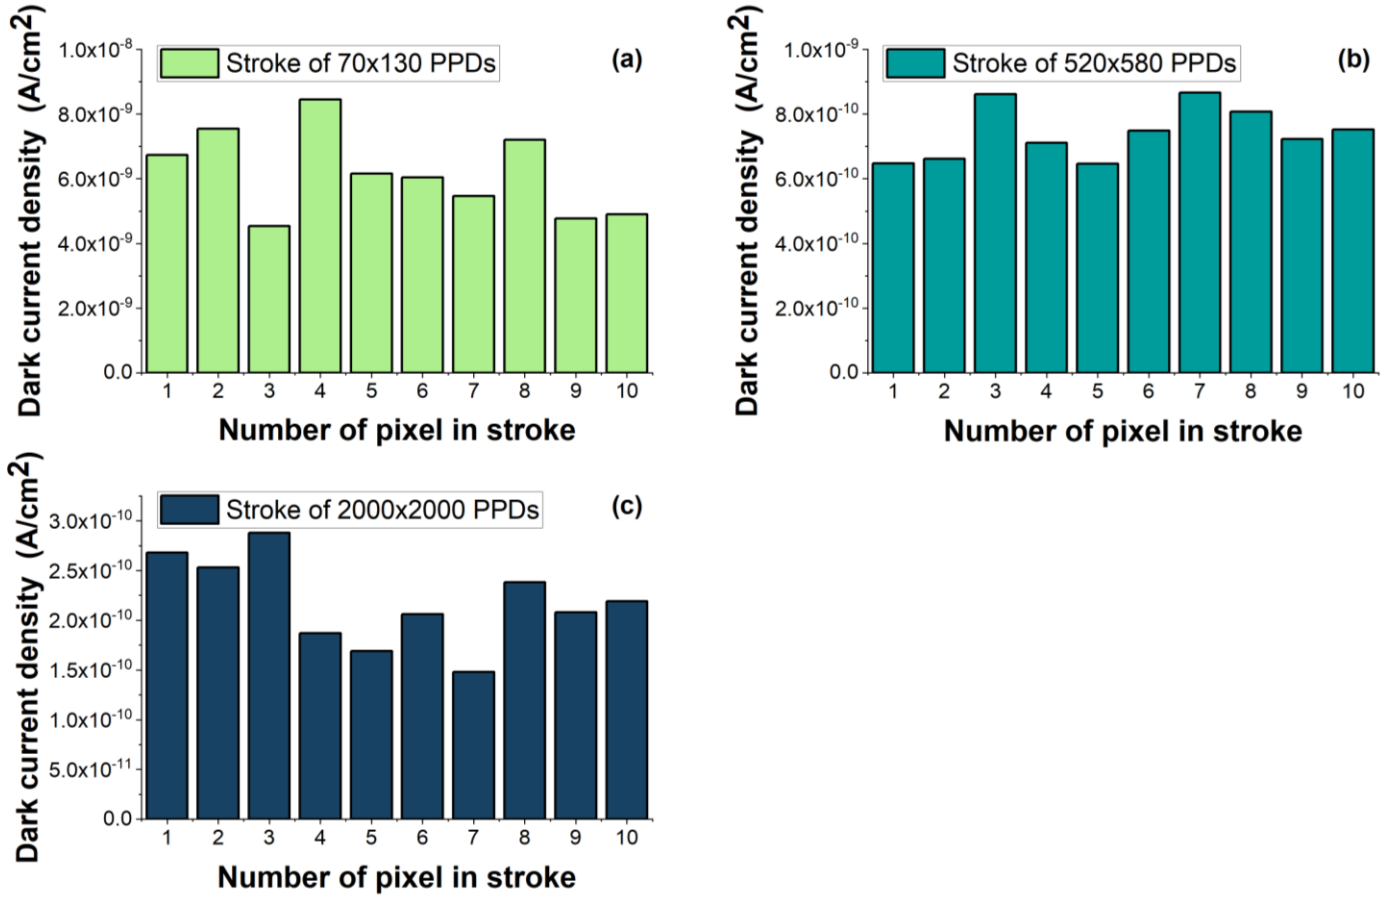 Stroke of 70x130 PPDs
(a)
Dark current density (A/cm²)
1.0x10⁻⁸
8.0x10⁻⁹
6.0x10⁻⁹
4.0x10⁻⁹
2.0x10⁻⁹
0.0
1 2 3 4 5 6 7 8 9 10
Number of pixel in stroke
Stroke of 520x580 PPDs
(b)
Dark current density (A/cm²)
1.0x10⁻⁹
8.0x10⁻¹⁰
6.0x10⁻¹⁰
4.0x10⁻¹⁰
2.0x10⁻¹⁰
0.0
1 2 3 4 5 6 7 8 9 10
Number of pixel in stroke
Stroke of 2000x2000 PPDs
(c)
Dark current density (A/cm²)
3.0x10⁻¹⁰
2.5x10⁻¹⁰
2.0x10⁻¹⁰
1.5x10⁻¹⁰
1.0x10⁻¹⁰
5.0x10⁻¹¹
0.0
1 2 3 4 5 6 7 8 9 10
Number of pixel in stroke